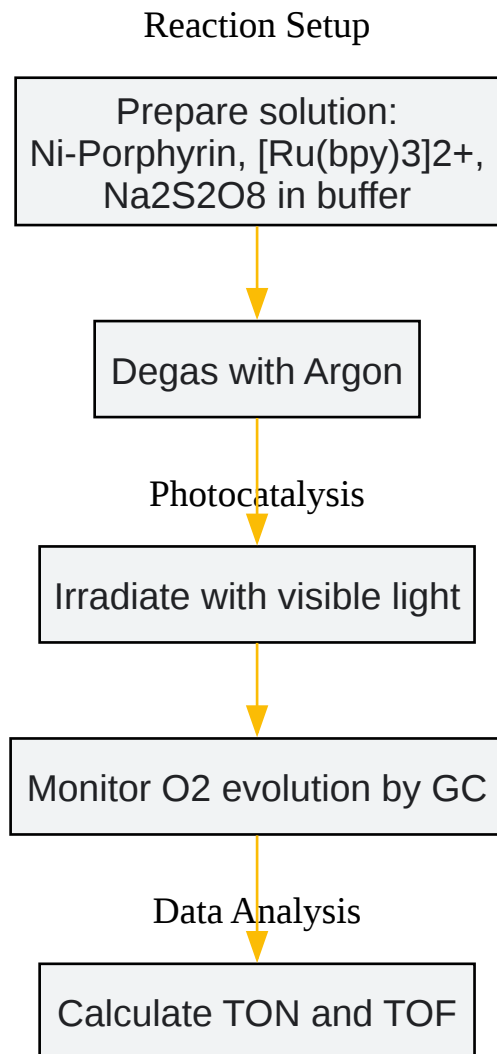 Reaction Setup
Prepare solution:
Ni-Porphyrin, [Ru(bpy)3]2+,
Na2S2O8 in buffer
Degas with Argon
Photocatalysis
Irradiate with visible light
Monitor O2 evolution by GC
Data Analysis
Calculate TON and TOF